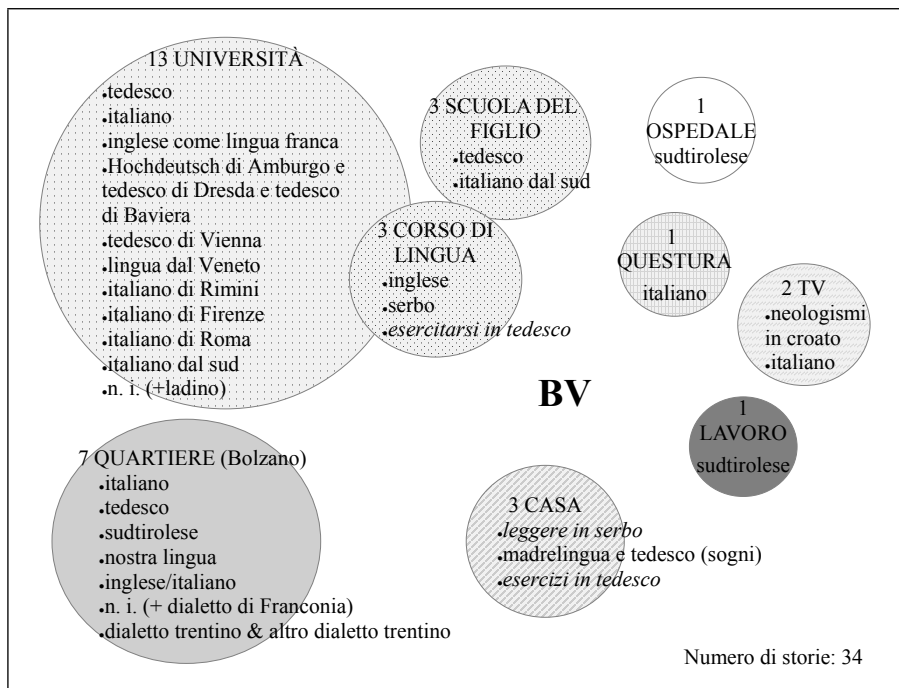 13 UNIVERSITÀ
•tedesco
•italiano
•inglese come lingua franca
•Hochdeutsch di Amburgo e
tedesco di Dresda e tedesco
di Baviera
•tedesco di Vienna
•lingua dal Veneto
•italiano di Rimini
•italiano di Firenze
•italiano di Roma
•italiano dal sud
•n. i. (+ladino)
3 SCUOLA DEL
FIGLIO
•tedesco
•italiano dal sud
1
OSPEDALE
sudtirolese
3 CORSO DI
LINGUA
•inglese
•serbo
•esercitarsi in tedesco
1
QUESTURA
italiano
2 TV
•neologismi
in croato
•italiano
BV
1
LAVORO
sudtirolese
7 QUARTIERE (Bolzano)
•italiano
•tedesco
•sudtirolese
•nostra lingua
•inglese/italiano
•n. i. (+ dialetto di Franconia)
•dialetto trentino & altro dialetto trentino
3 CASA
•leggere in serbo
•madrelingua e tedesco (sogni)
•esercizi in tedesco
Numero di storie: 34